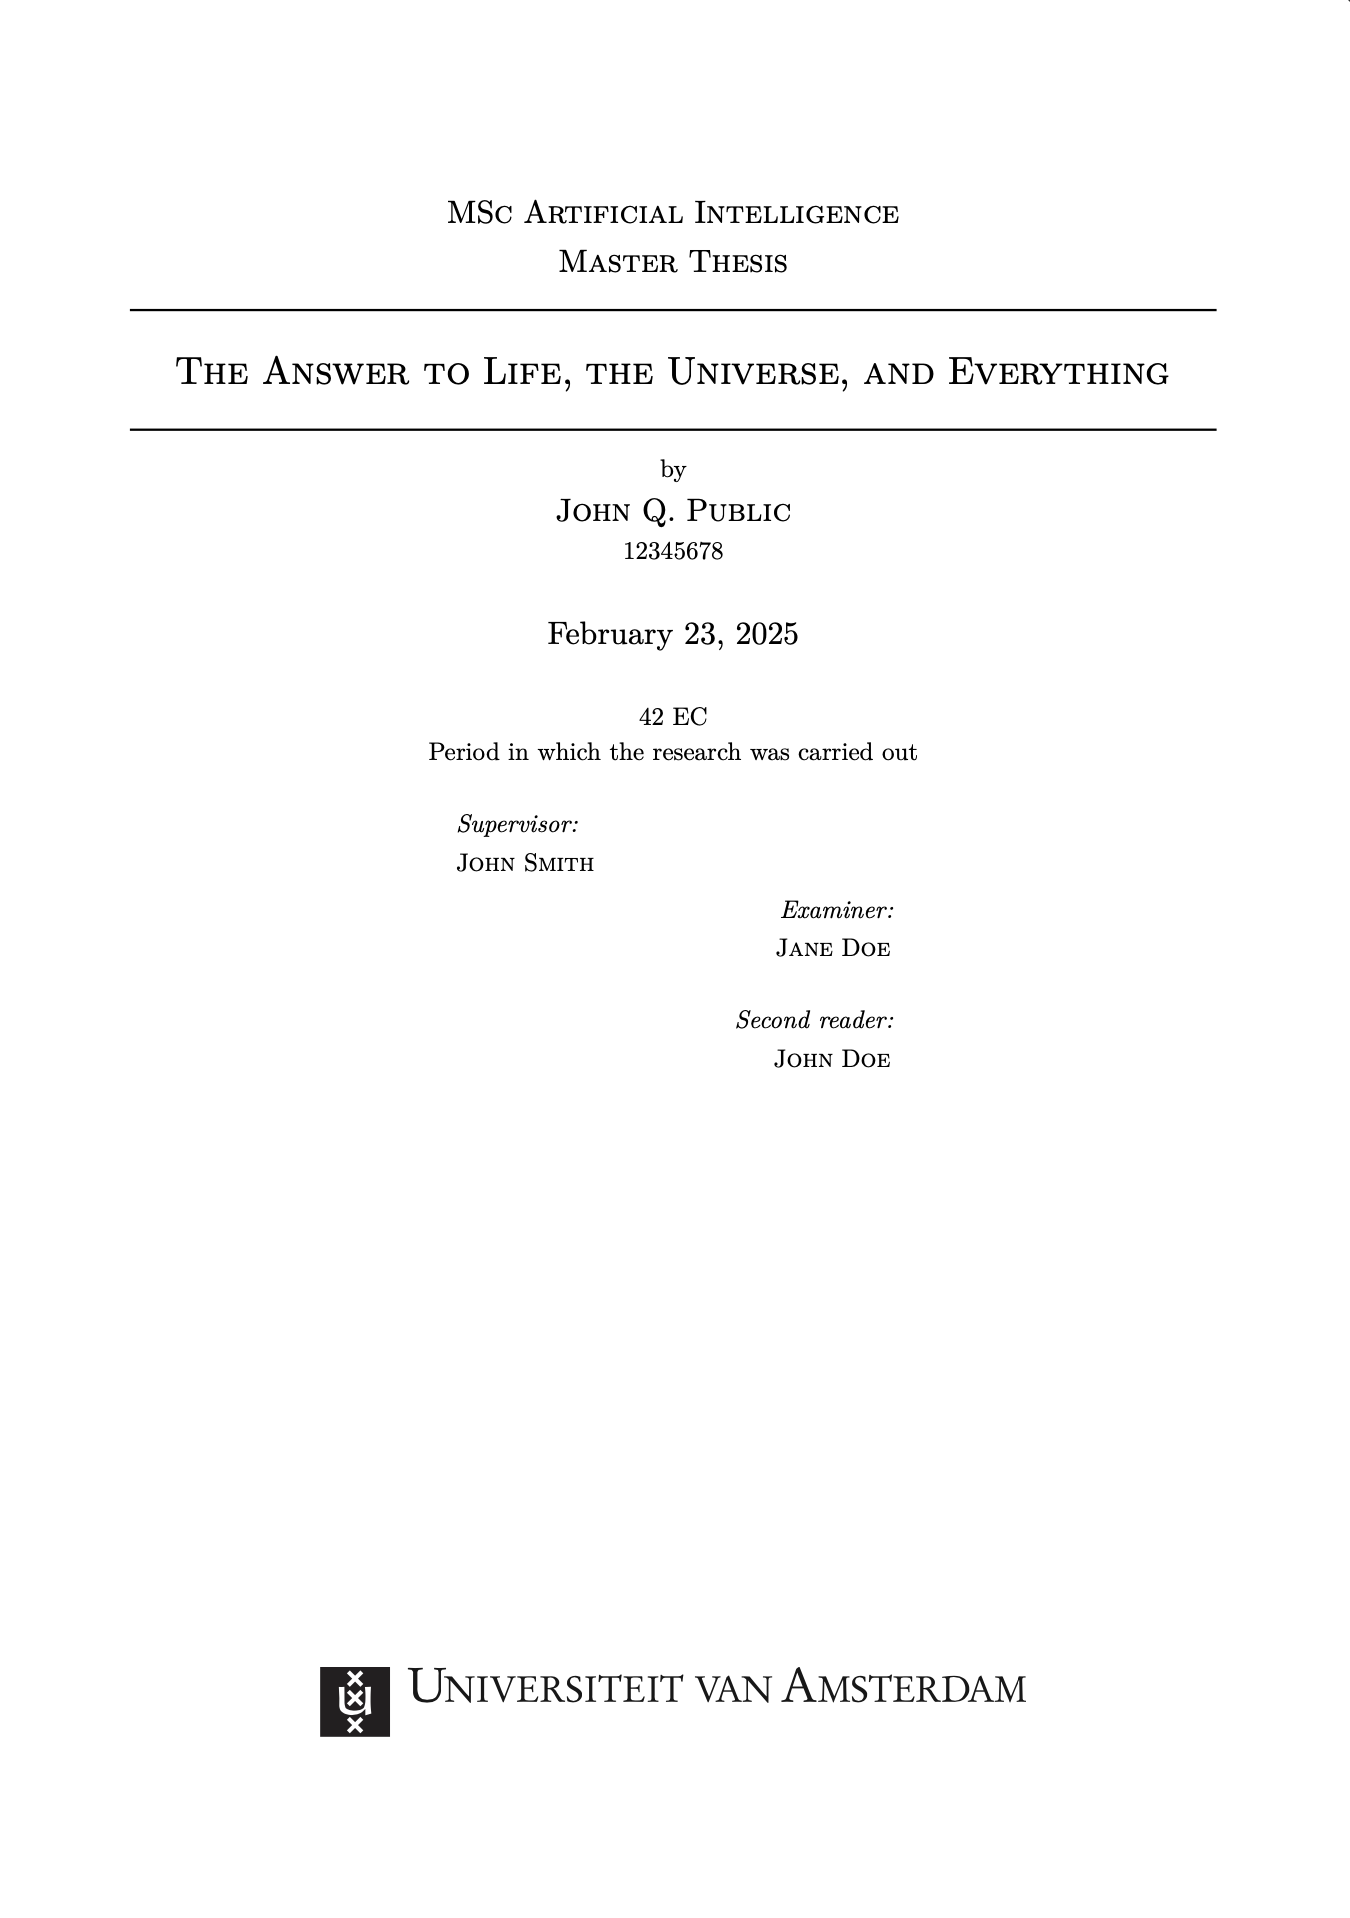 MSc Artificial Intelligence
Master Thesis
The Answer to Life, the Universe, and Everything
by
John Q. Public
12345678
February 23, 2025
42 EC
Period in which the research was carried out
Supervisor:
John Smith
Examiner:
Jane Doe
Second reader:
John Doe
Universiteit van Amsterdam